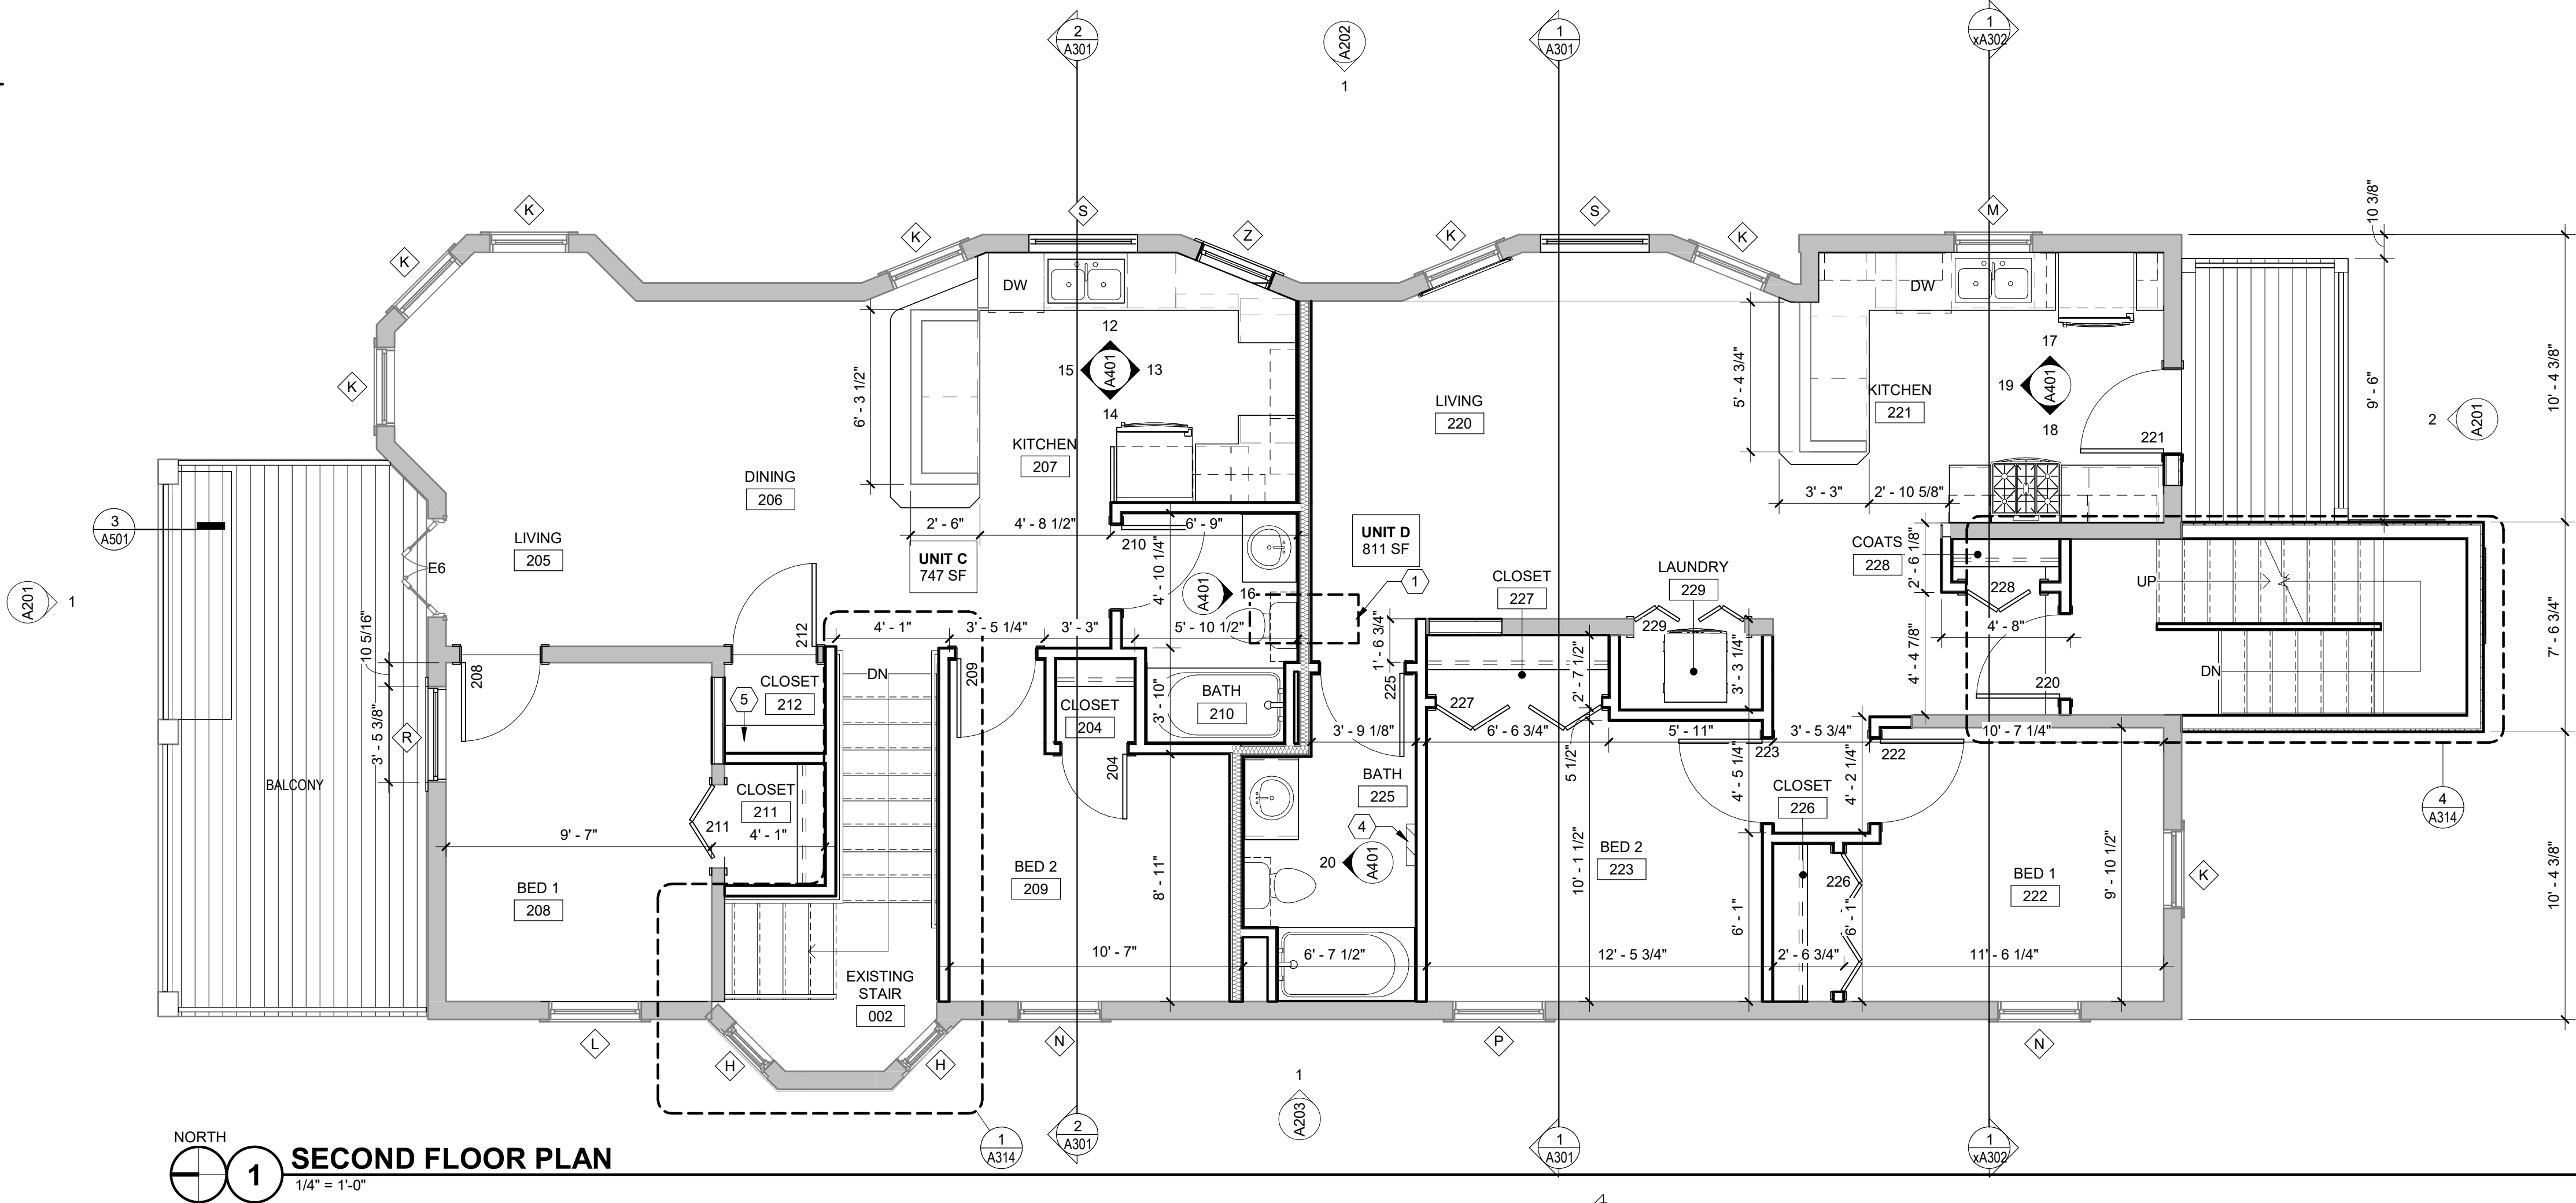 2
A301
A202
1
1
A301
1
xA302
K
S
S
M
K
K
Z
K
K
10 3/8"
DW
DW
12
15
A401
13
14
17
19
A401
18
K
6' - 3 1/2"
5' - 4 3/4"
9' - 6"
10' - 4 3/8"
2
A201
LIVING
220
KITCHEN
221
221
KITCHEN
207
DINING
206
3
A501
2' - 6"
4' - 8 1/2"
6' - 9"
210
3' - 3"
2' - 10 5/8"
UNIT C
747 SF
UNIT D
811 SF
LIVING
205
E6
4' - 10 1/4"
A401
16
1
CLOSET
227
LAUNDRY
229
COATS
228
2' - 6 1/8"
228
UP
A201
1
10 5/16"
212
4' - 1"
3' - 5 1/4"
3' - 3"
5' - 10 1/2"
1' - 6 3/4"
229
4' - 8"
4' - 4 7/8"
7' - 6 3/4"
208
CLOSET
212
DN
209
CLOSET
204
3' - 10"
BATH
210
225
227
2' - 7 1/2"
3' - 3 1/4"
220
DN
5
R
3' - 5 3/8"
BALCONY
3' - 9 1/8"
6' - 6 3/4"
5' - 11"
3' - 5 3/4"
10' - 7 1/4"
223
222
5 1/2"
4' - 5 1/4"
4' - 2 1/4"
204
BATH
225
CLOSET
226
CLOSET
211
211
4' - 1"
9' - 7"
4
20
A401
BED 2
223
10' - 1 1/2"
226
4
A314
BED 1
208
BED 2
209
8' - 11"
BED 1
222
9' - 10 1/2"
K
10' - 4 3/8"
6' - 1"
6' - 1"
10' - 7"
6' - 7 1/2"
12' - 5 3/4"
2' - 6 3/4"
11' - 6 1/4"
EXISTING
STAIR
002
L
H
H
N
P
N
1
A203
2
A301
1
A314
1
A301
1
xA302
NORTH
1
SECOND FLOOR PLAN
1/4" = 1'-0"